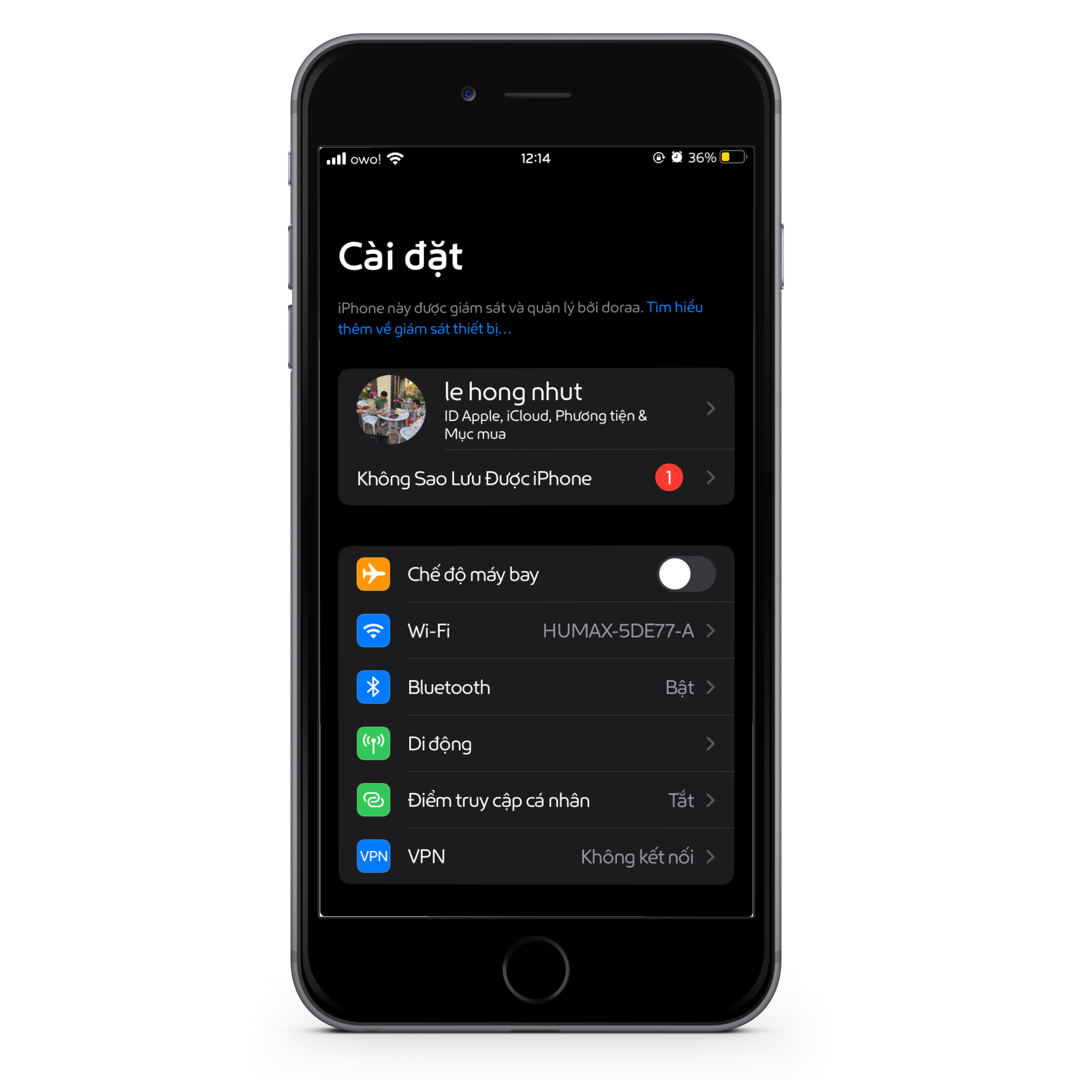 owo! 12:14 36%
Cài đặt
iPhone này được giám sát và quản lý bởi doraa. Tìm hiểu
thêm về giám sát thiết bị...
le hong nhut
ID Apple, iCloud, Phương tiện &
Mục mua
Không Sao Lưu Được iPhone 1
Chế độ máy bay
Wi-Fi HUMAX-5DE77-A
Bluetooth Bật
Di động
Điểm truy cập cá nhân Tắt
VPN VPN Không kết nối